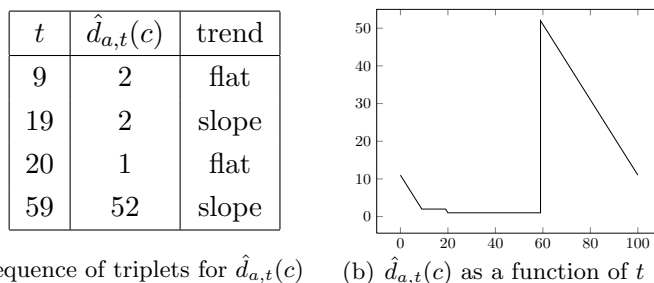 t d̂a,t(c) trend
9 2 flat
19 2 slope
20 1 flat
59 52 slope
equence of triplets for d̂a,t(c)
50
40
30
20
10
0
0 20 40 60 80 100
(b) d̂a,t(c) as a function of t